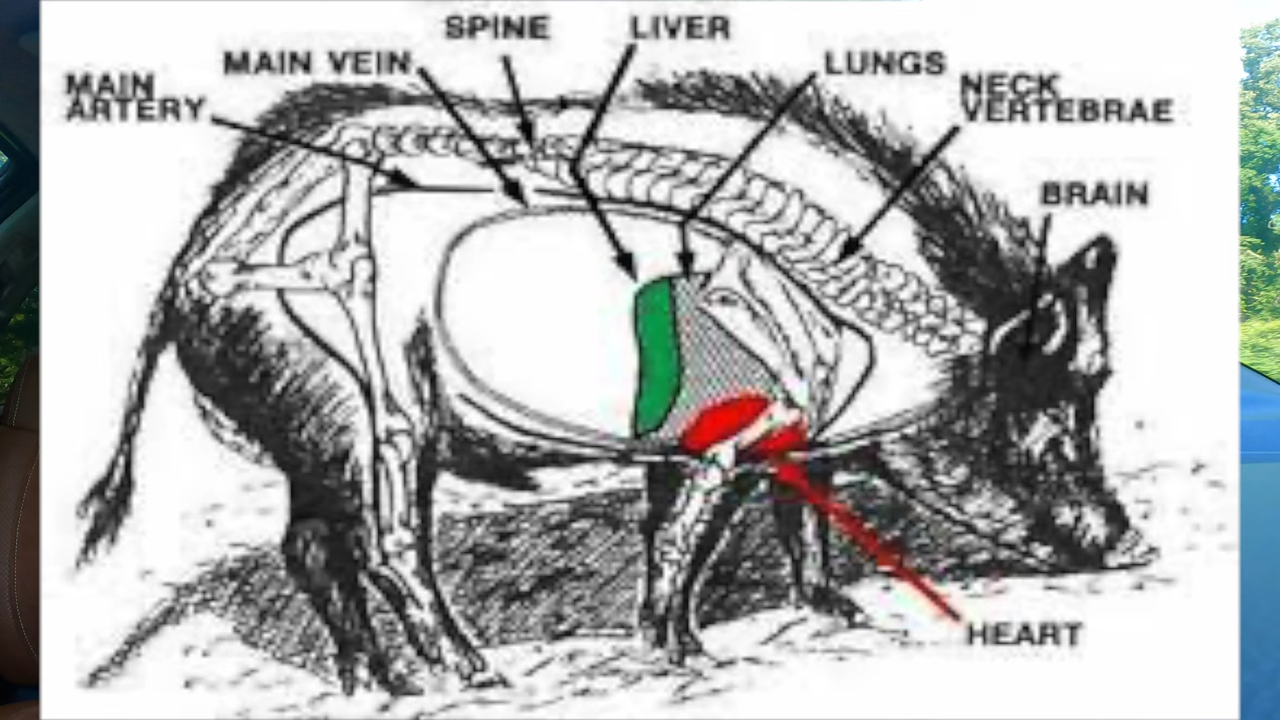 SPINE
LIVER
MAIN VEIN
LUNGS
MAIN
ARTERY
NECK
VERTEBRAE
BRAIN
HEART